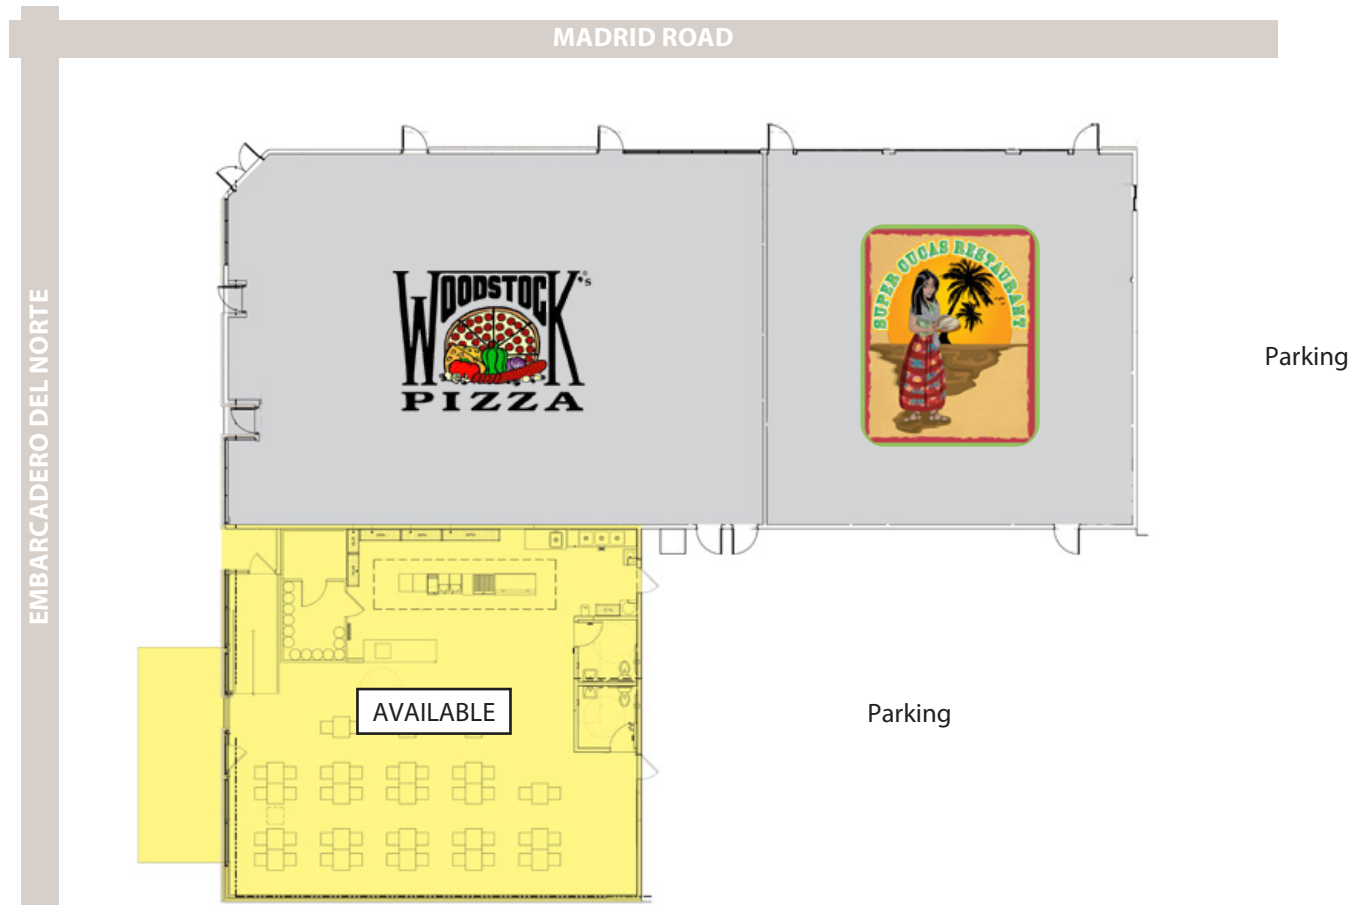 MADRID ROAD
EMBARCADERO DEL NORTE
WOODSTOCK'S
PIZZA
SUPER CUCAS RESTAURANT
Parking
AVAILABLE
Parking